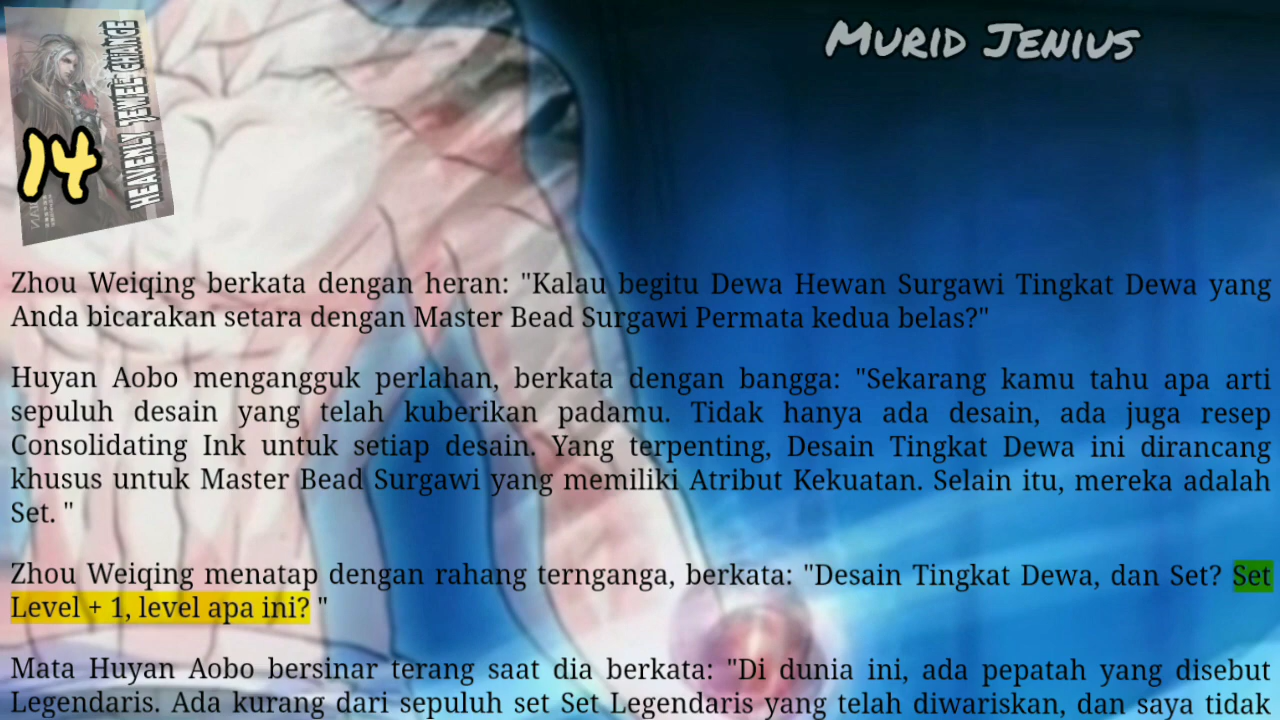 Murid Jenius
HEAVENLY JEWEL CHANGE
14
Zhou Weiqing berkata dengan heran: "Kalau begitu Dewa Hewan Surgawi Tingkat Dewa yang
Anda bicarakan setara dengan Master Bead Surgawi Permata kedua belas?"
Huyan Aobo mengangguk perlahan, berkata dengan bangga: "Sekarang kamu tahu apa arti
sepuluh desain yang telah kuberikan padamu. Tidak hanya ada desain, ada juga resep
Consolidating Ink untuk setiap desain. Yang terpenting, Desain Tingkat Dewa ini dirancang
khusus untuk Master Bead Surgawi yang memiliki Atribut Kekuatan. Selain itu, mereka adalah
Set. "
Zhou Weiqing menatap dengan rahang ternganga, berkata: "Desain Tingkat Dewa, dan Set? Set
Level + 1, level apa ini? "
Mata Huyan Aobo bersinar terang saat dia berkata: "Di dunia ini, ada pepatah yang disebut
Legendaris. Ada kurang dari sepuluh set Set Legendaris yang telah diwariskan, dan saya tidak